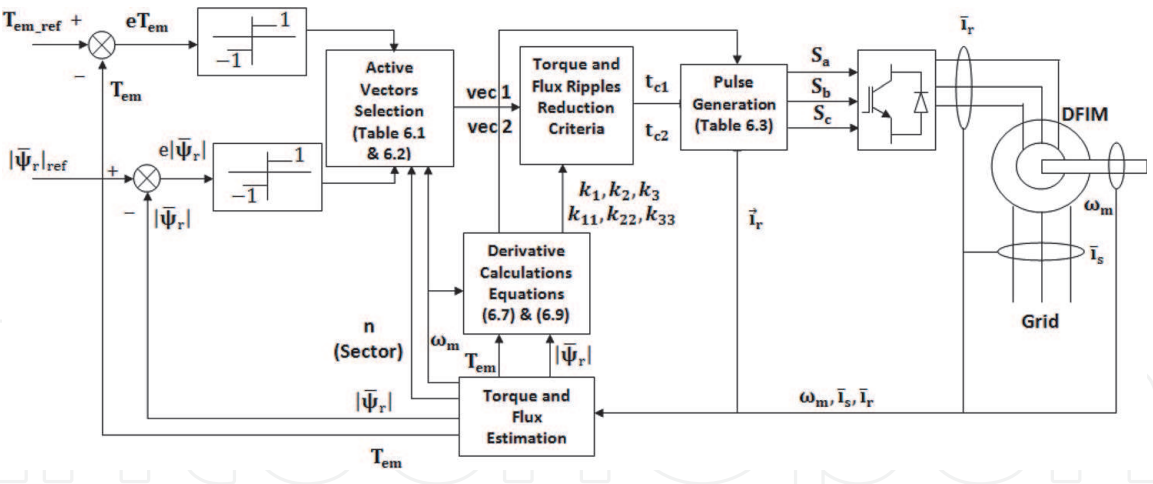 T_em_ref +
eT_em
1
−1
−
T_em
|ψ̄_r|_ref
+
e|ψ̄_r|
1
−1
−
|ψ̄_r|
Active
Vectors
Selection
(Table 6.1
& 6.2)
vec 1
vec 2
Torque and
Flux Ripples
Reduction
Criteria
t_c1
t_c2
Pulse
Generation
(Table 6.3)
S_a
S_b
S_c
ī_r
DFIM
ω_m
ī_s
Grid
k_1, k_2, k_3
k_11, k_22, k_33
i⃗_r
Derivative
Calculations
Equations
(6.7) & (6.9)
n
(Sector)
ω_m
T_em
|ψ̄_r|
Torque and
Flux
Estimation
|ψ̄_r|
T_em
ω_m, ī_s, ī_r